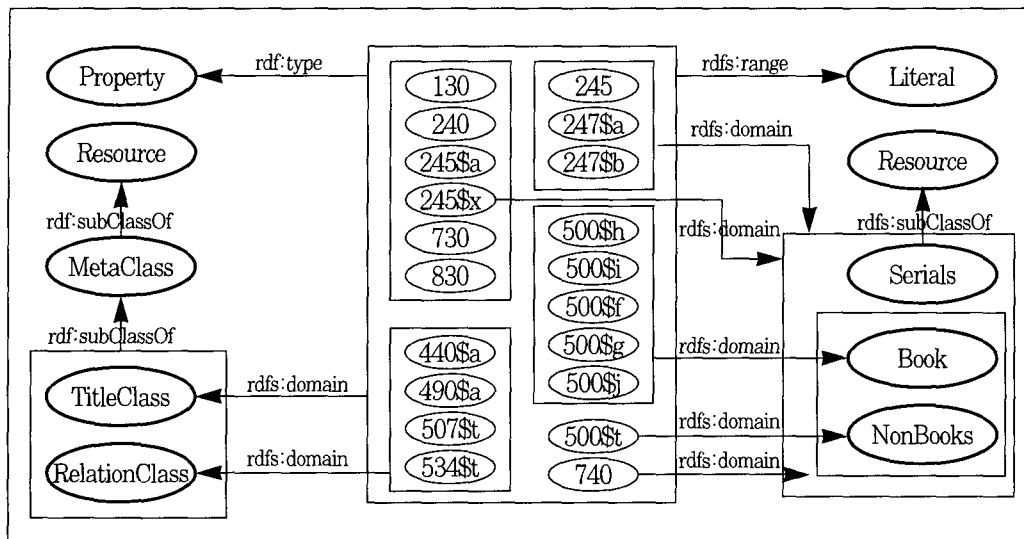 Property
rdf:type
Resource
rdf:subClassOf
MetaClass
rdf:subClassOf
TitleClass
rdfs:domain
RelationClass
rdfs:domain
130
240
245$a
245$x
730
830
440$a
490$a
507$t
534$t
245
247$a
247$b
500$h
500$i
500$f
500$g
500$j
500$t
740
rdfs:range
Literal
rdfs:domain
Resource
rdfs:subClassOf
rdfs:domain
Serials
rdfs:domain
Book
rdfs:domain
NonBooks
rdfs:domain